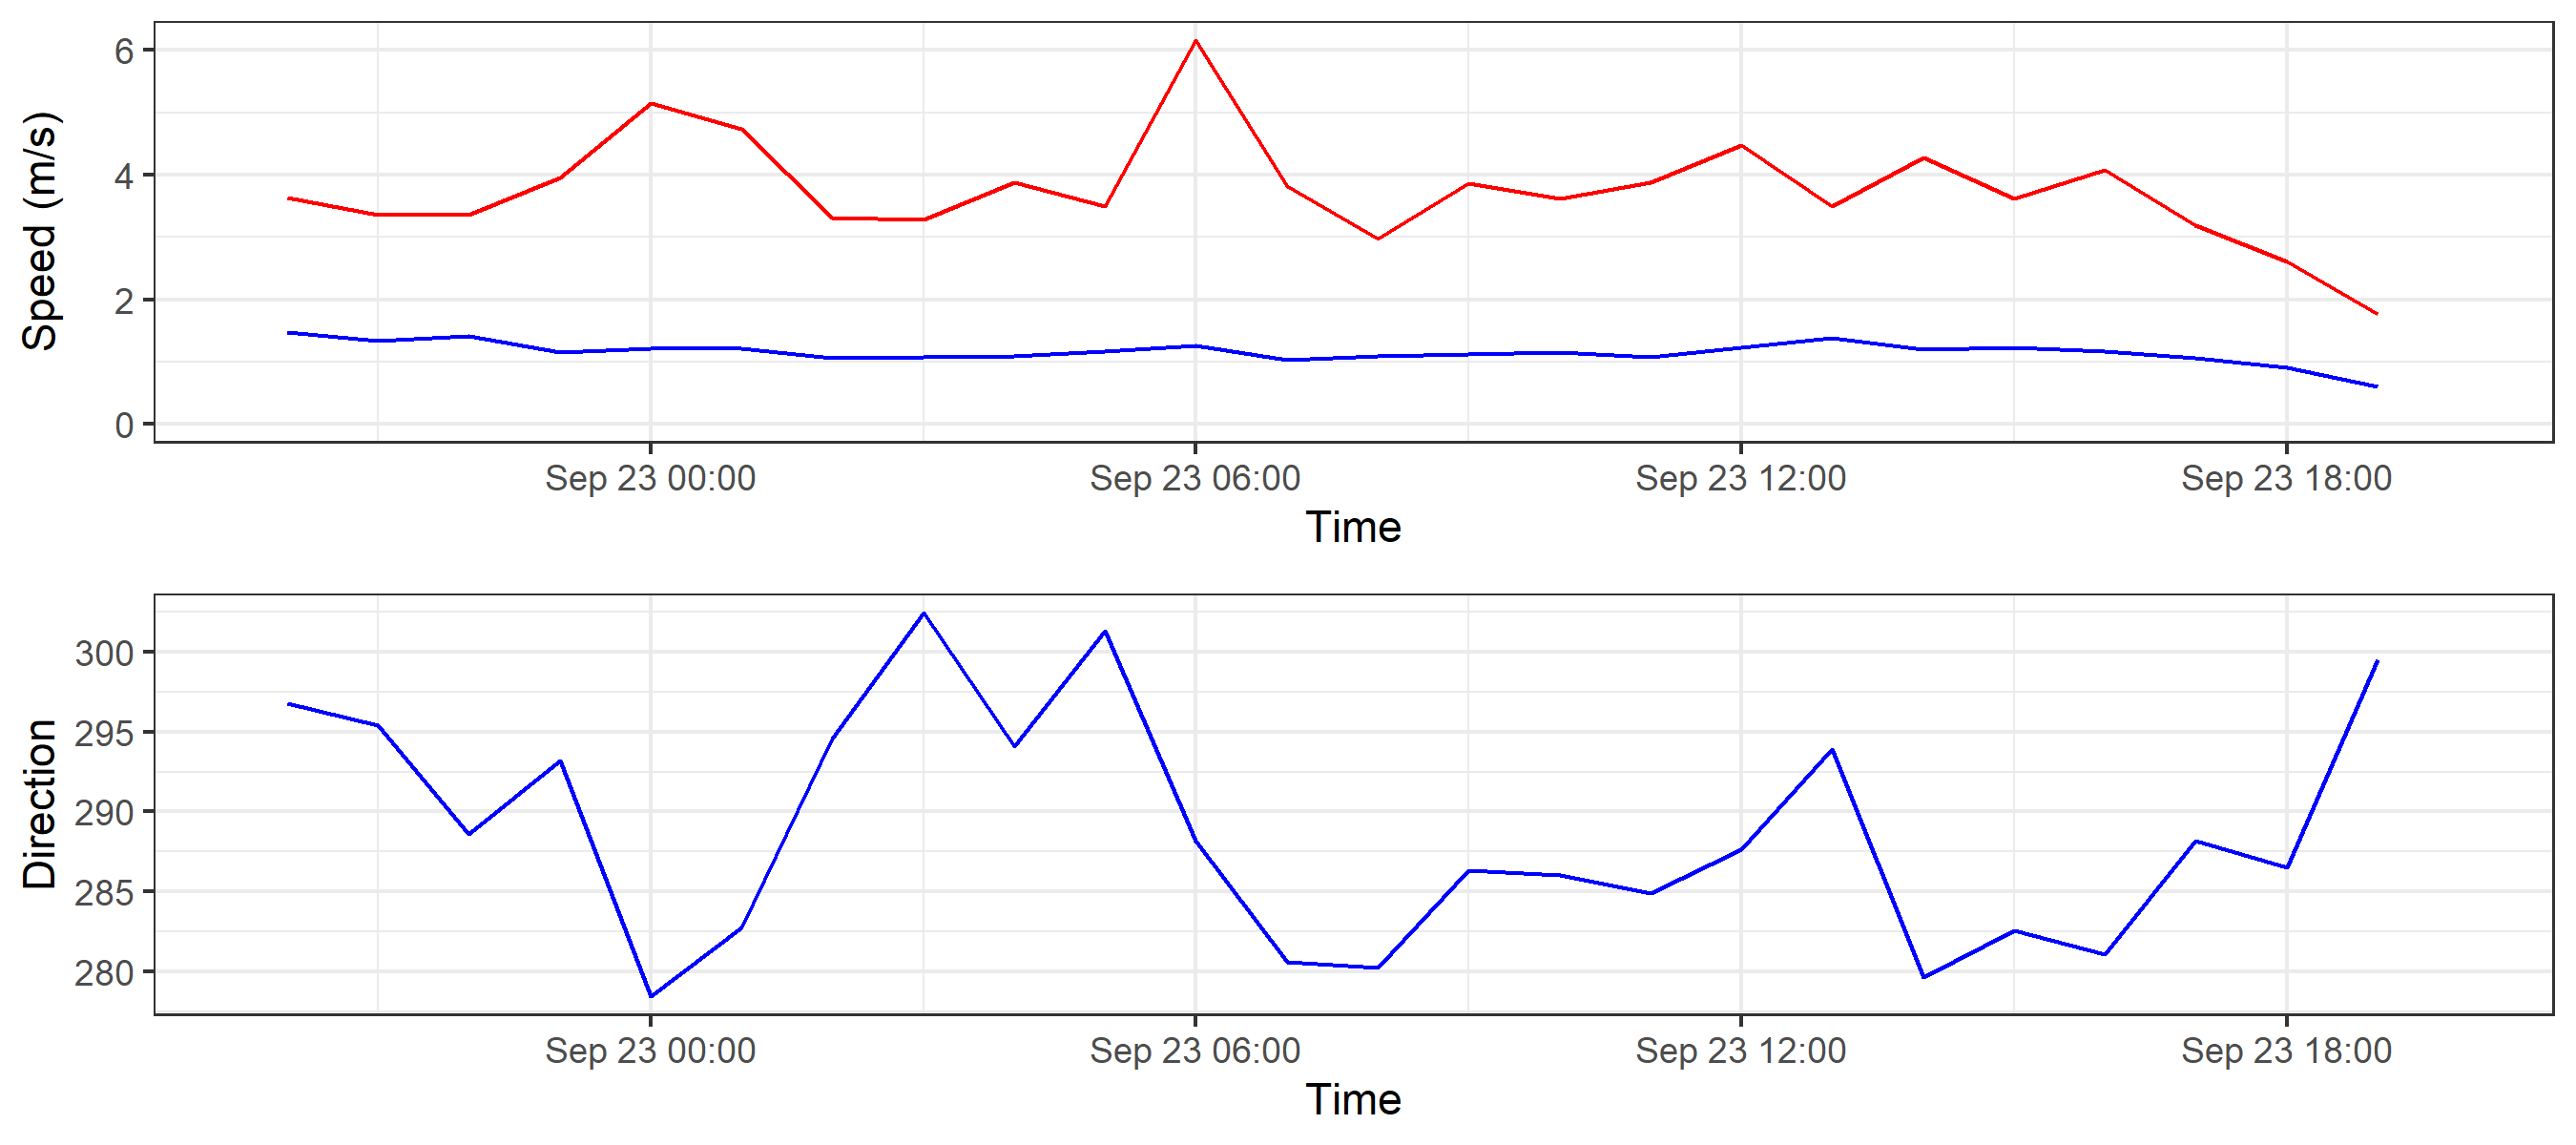 Speed (m/s)
6
4
2
0
Sep 23 00:00
Sep 23 06:00
Sep 23 12:00
Sep 23 18:00
Time
Direction
300
295
290
285
280
Sep 23 00:00
Sep 23 06:00
Sep 23 12:00
Sep 23 18:00
Time